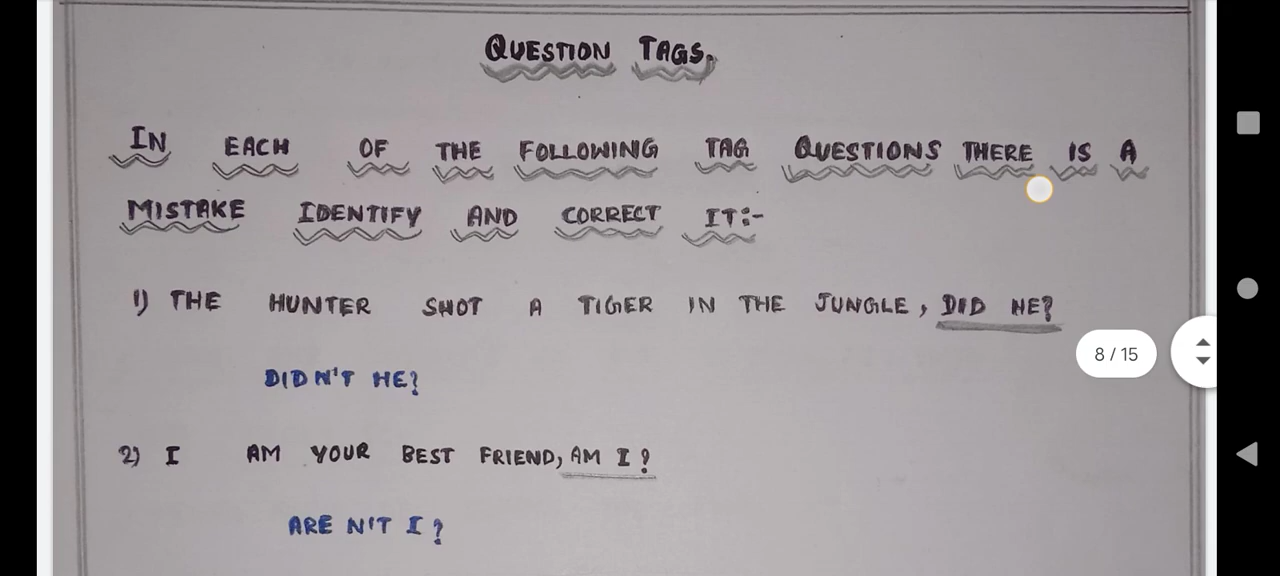 QUESTION TAGS.
IN EACH OF THE FOLLOWING TAG QUESTIONS THERE IS A
MISTAKE IDENTIFY AND CORRECT IT:-
1) THE HUNTER SHOT A TIGER IN THE JUNGLE, DID HE?
8 / 15
DIDN'T HE?
2) I AM YOUR BEST FRIEND, AM I?
ARE N'T I?